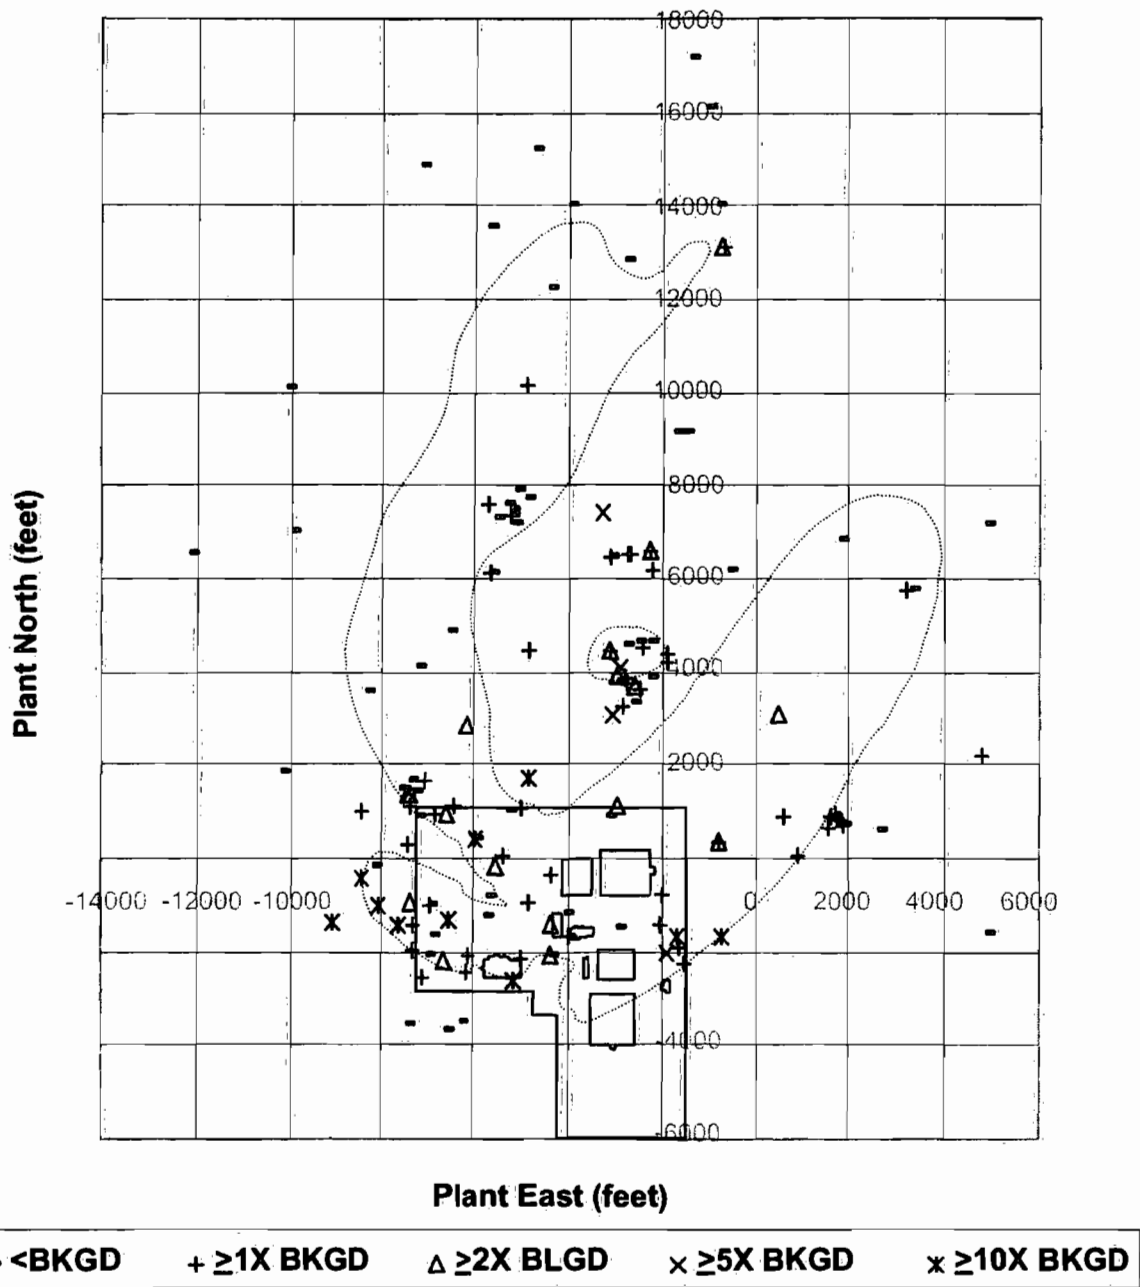 18000
16000
14000
12000
10000
8000
6000
4000
2000
-14000 -12000 -10000 0 2000 4000 6000
-4000
-6000
Plant North (feet)
Plant East (feet)
<BKGD + ≥1X BKGD △ ≥2X BLGD × ≥5X BKGD ж ≥10X BKGD